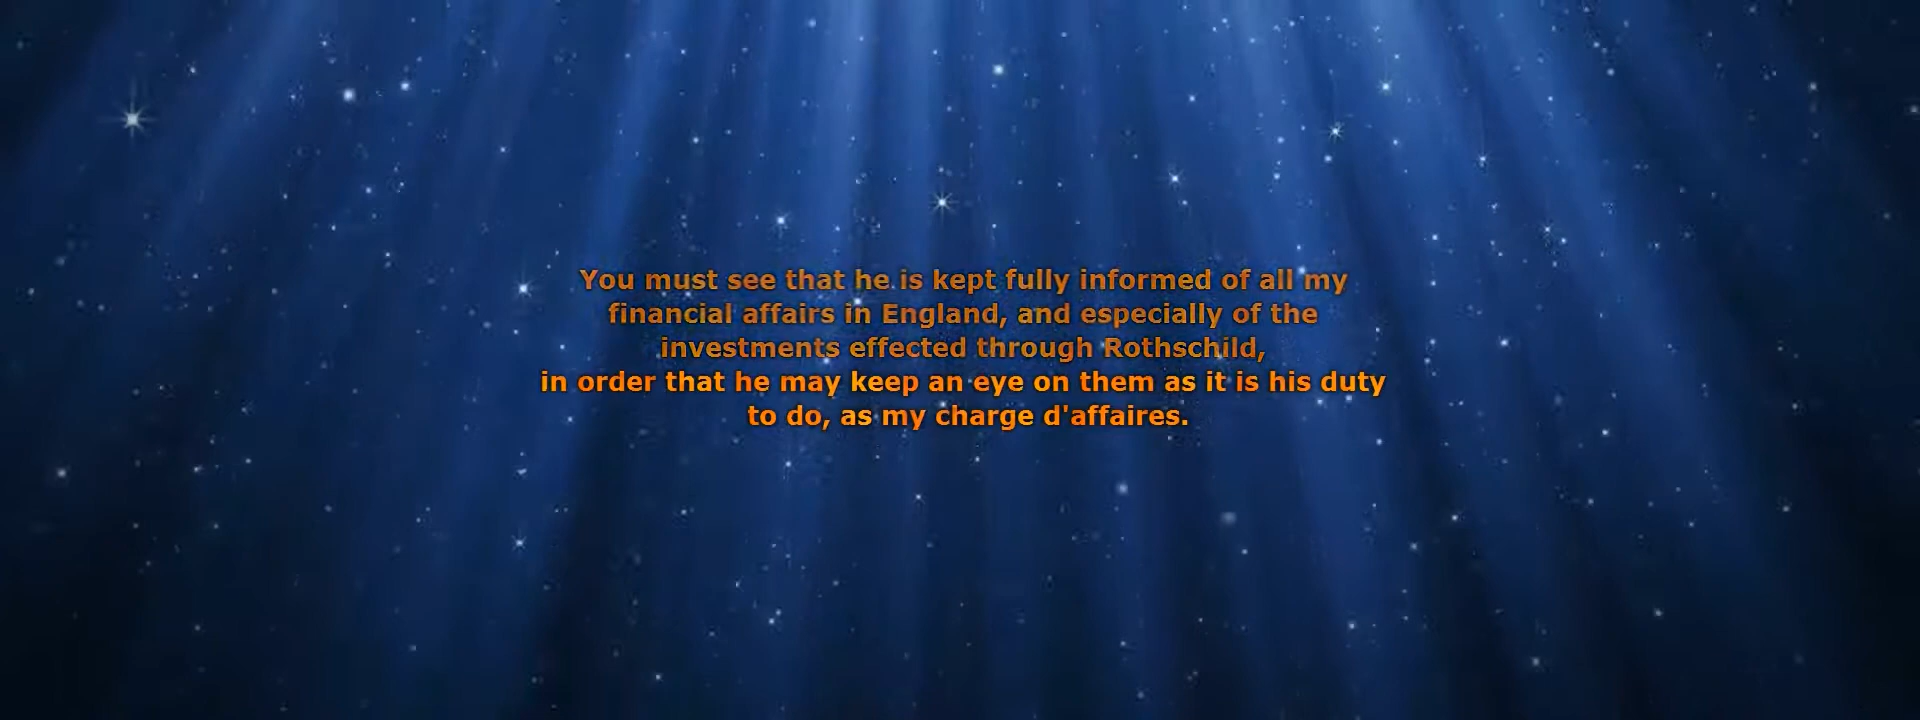 You must see that he is kept fully informed of all my
financial affairs in England, and especially of the
investments effected through Rothschild,
in order that he may keep an eye on them as it is his duty
to do, as my charge d'affaires.